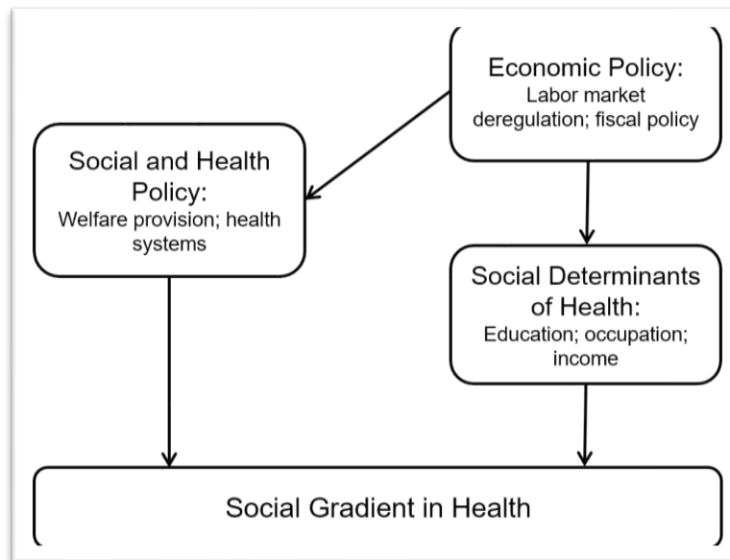 Economic Policy:
Labor market
deregulation; fiscal policy
Social and Health
Policy:
Welfare provision; health
systems
Social Determinants
of Health:
Education; occupation;
income
Social Gradient in Health